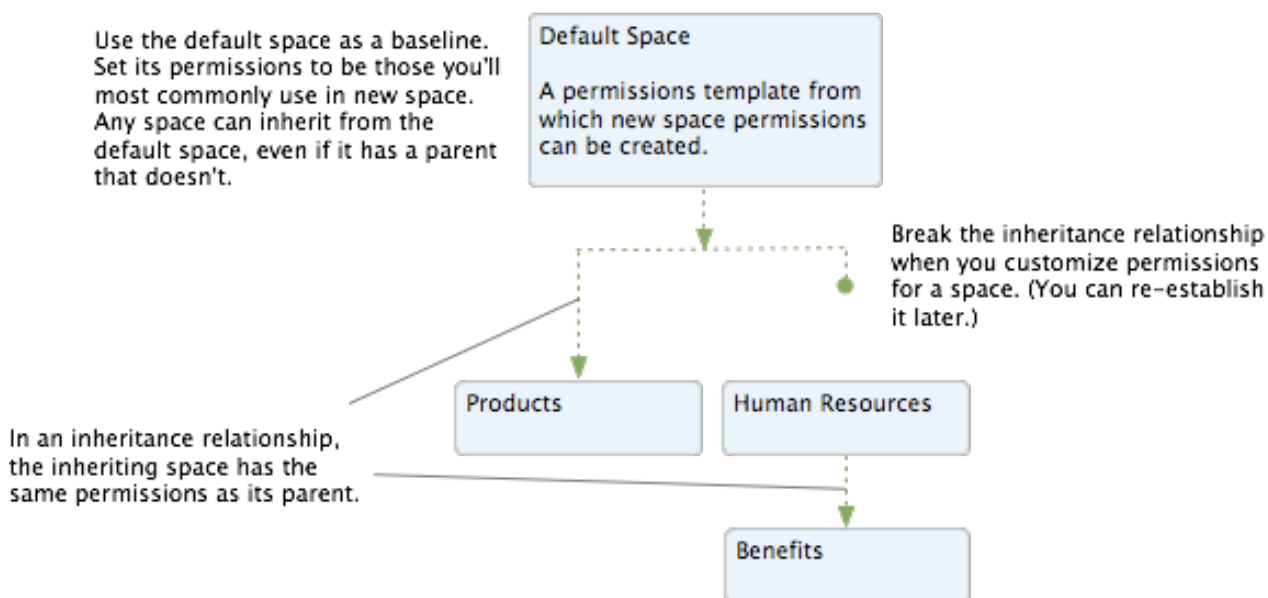 Use the default space as a baseline.
Set its permissions to be those you'll
most commonly use in new space.
Any space can inherit from the
default space, even if it has a parent
that doesn't.
Default Space
A permissions template from
which new space permissions
can be created.
Break the inheritance relationship
when you customize permissions
for a space. (You can re-establish
it later.)
Products
Human Resources
In an inheritance relationship,
the inheriting space has the
same permissions as its parent.
Benefits